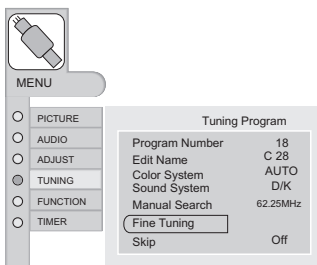 MENU
PICTURE
AUDIO
ADJUST
TUNING
FUNCTION
TIMER
Tuning Program
Program Number 18
Edit Name C 28
Color System AUTO
Sound System D/K
Manual Search 62.25MHz
Fine Tuning
Skip Off